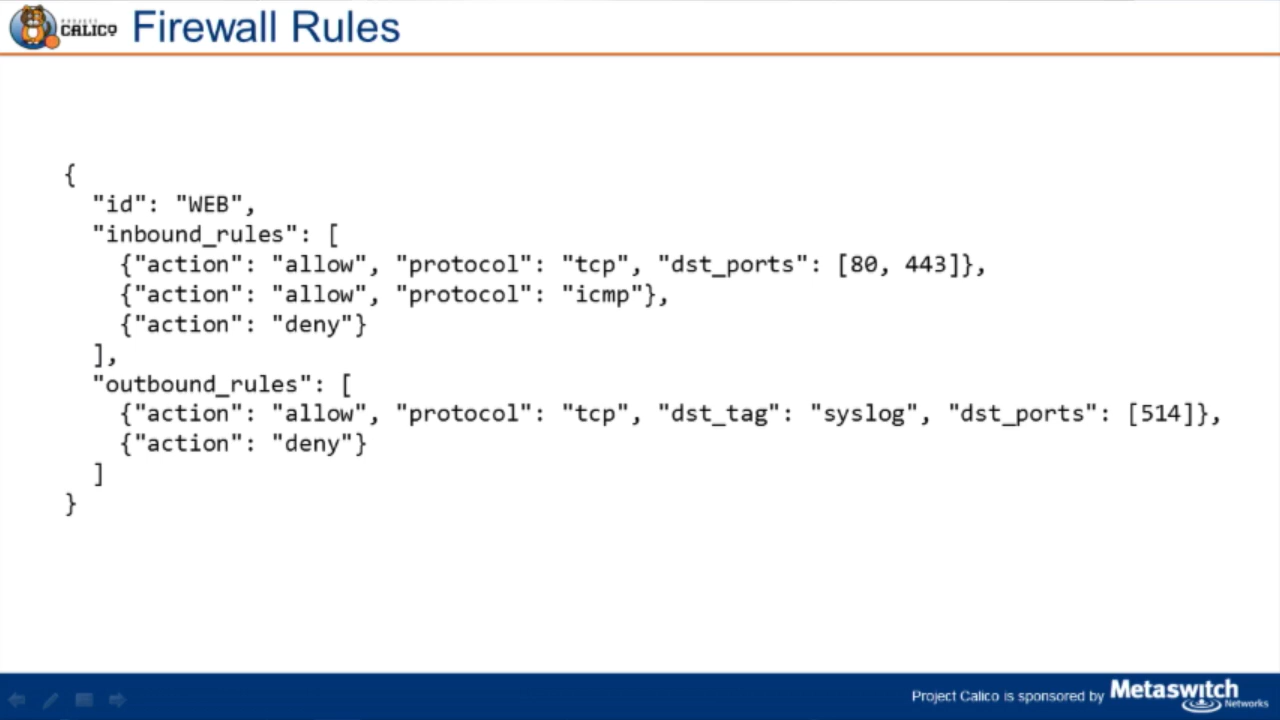 PROJECT
CALICO
Firewall Rules
{
"id": "WEB",
"inbound_rules": [
{"action": "allow", "protocol": "tcp", "dst_ports": [80, 443]},
{"action": "allow", "protocol": "icmp"},
{"action": "deny"}
],
"outbound_rules": [
{"action": "allow", "protocol": "tcp", "dst_tag": "syslog", "dst_ports": [514]},
{"action": "deny"}
]
}
Project Calico is sponsored by Metaswitch
Networks